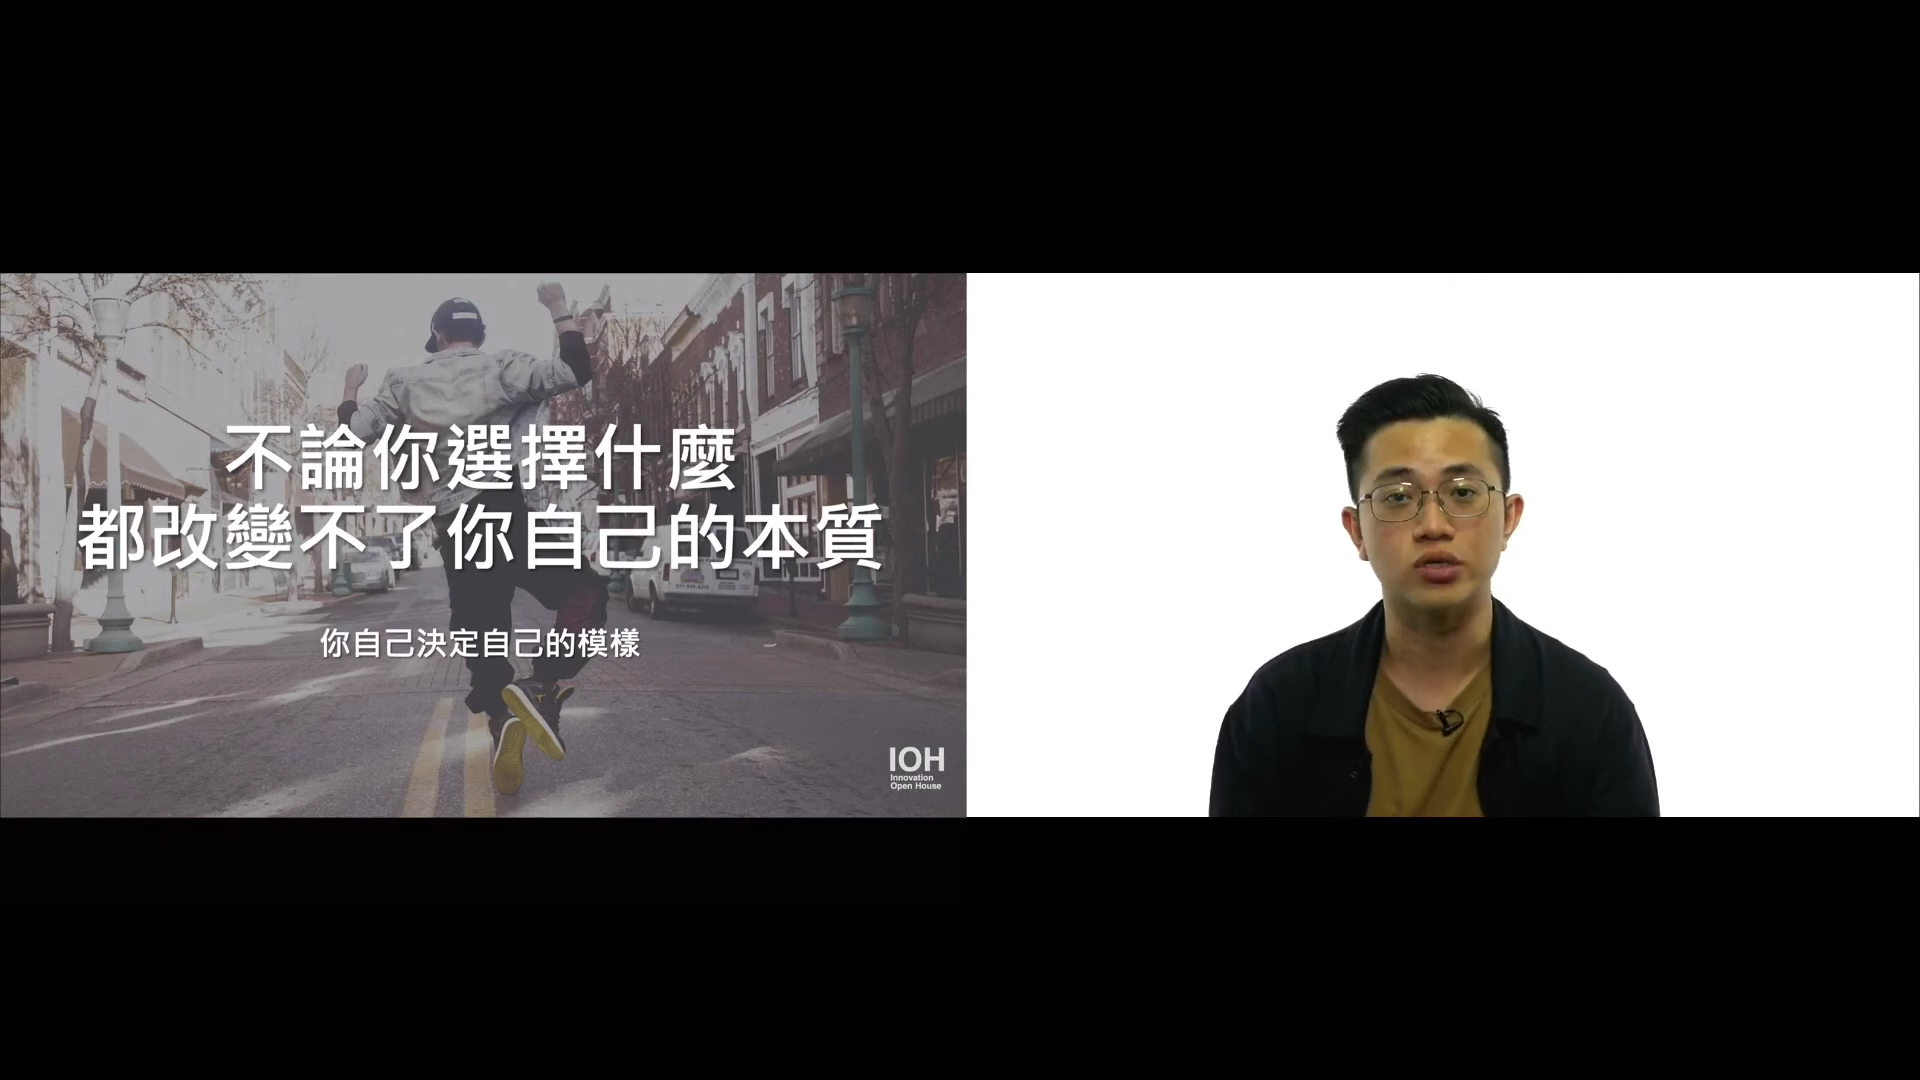 不論你選擇什麼
都改變不了你自己的本質
你自己決定自己的模樣
IOH
Innovation
Open House